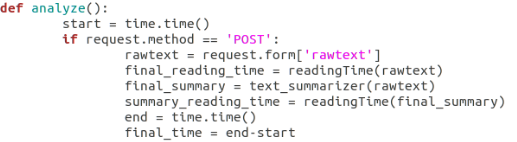 def analyze():
        start = time.time()
        if request.method == 'POST':
                rawtext = request.form['rawtext']
                final_reading_time = readingTime(rawtext)
                final_summary = text_summarizer(rawtext)
                summary_reading_time = readingTime(final_summary)
                end = time.time()
                final_time = end-start